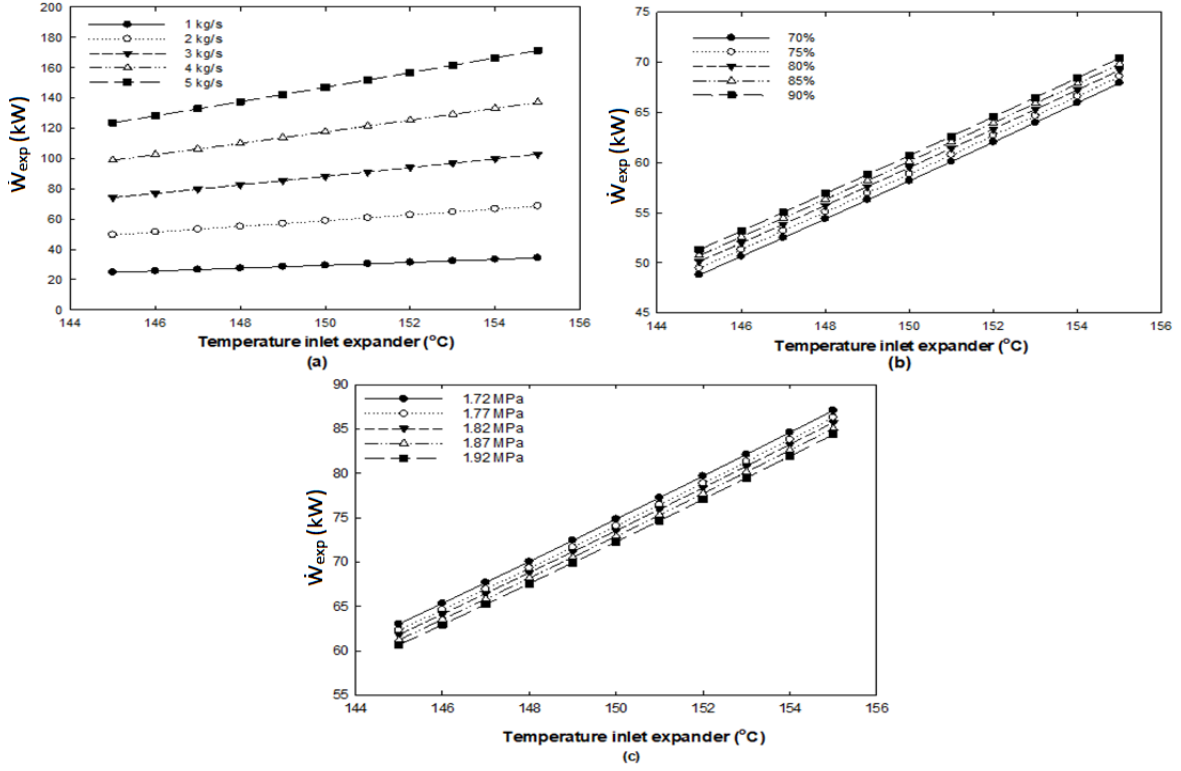 200
180
160
140
120
100
80
60
40
20
0
Ẇexp (kW)
1 kg/s
2 kg/s
3 kg/s
4 kg/s
5 kg/s
144 146 148 150 152 154 156
Temperature inlet expander (°C)
(a)
75
70
65
60
55
50
45
Ẇexp (kW)
70%
75%
80%
85%
90%
144 146 148 150 152 154 156
Temperature inlet expander (°C)
(b)
90
85
80
75
70
65
60
55
Ẇexp (kW)
1.72 MPa
1.77 MPa
1.82 MPa
1.87 MPa
1.92 MPa
144 146 148 150 152 154 156
Temperature inlet expander (°C)
(c)